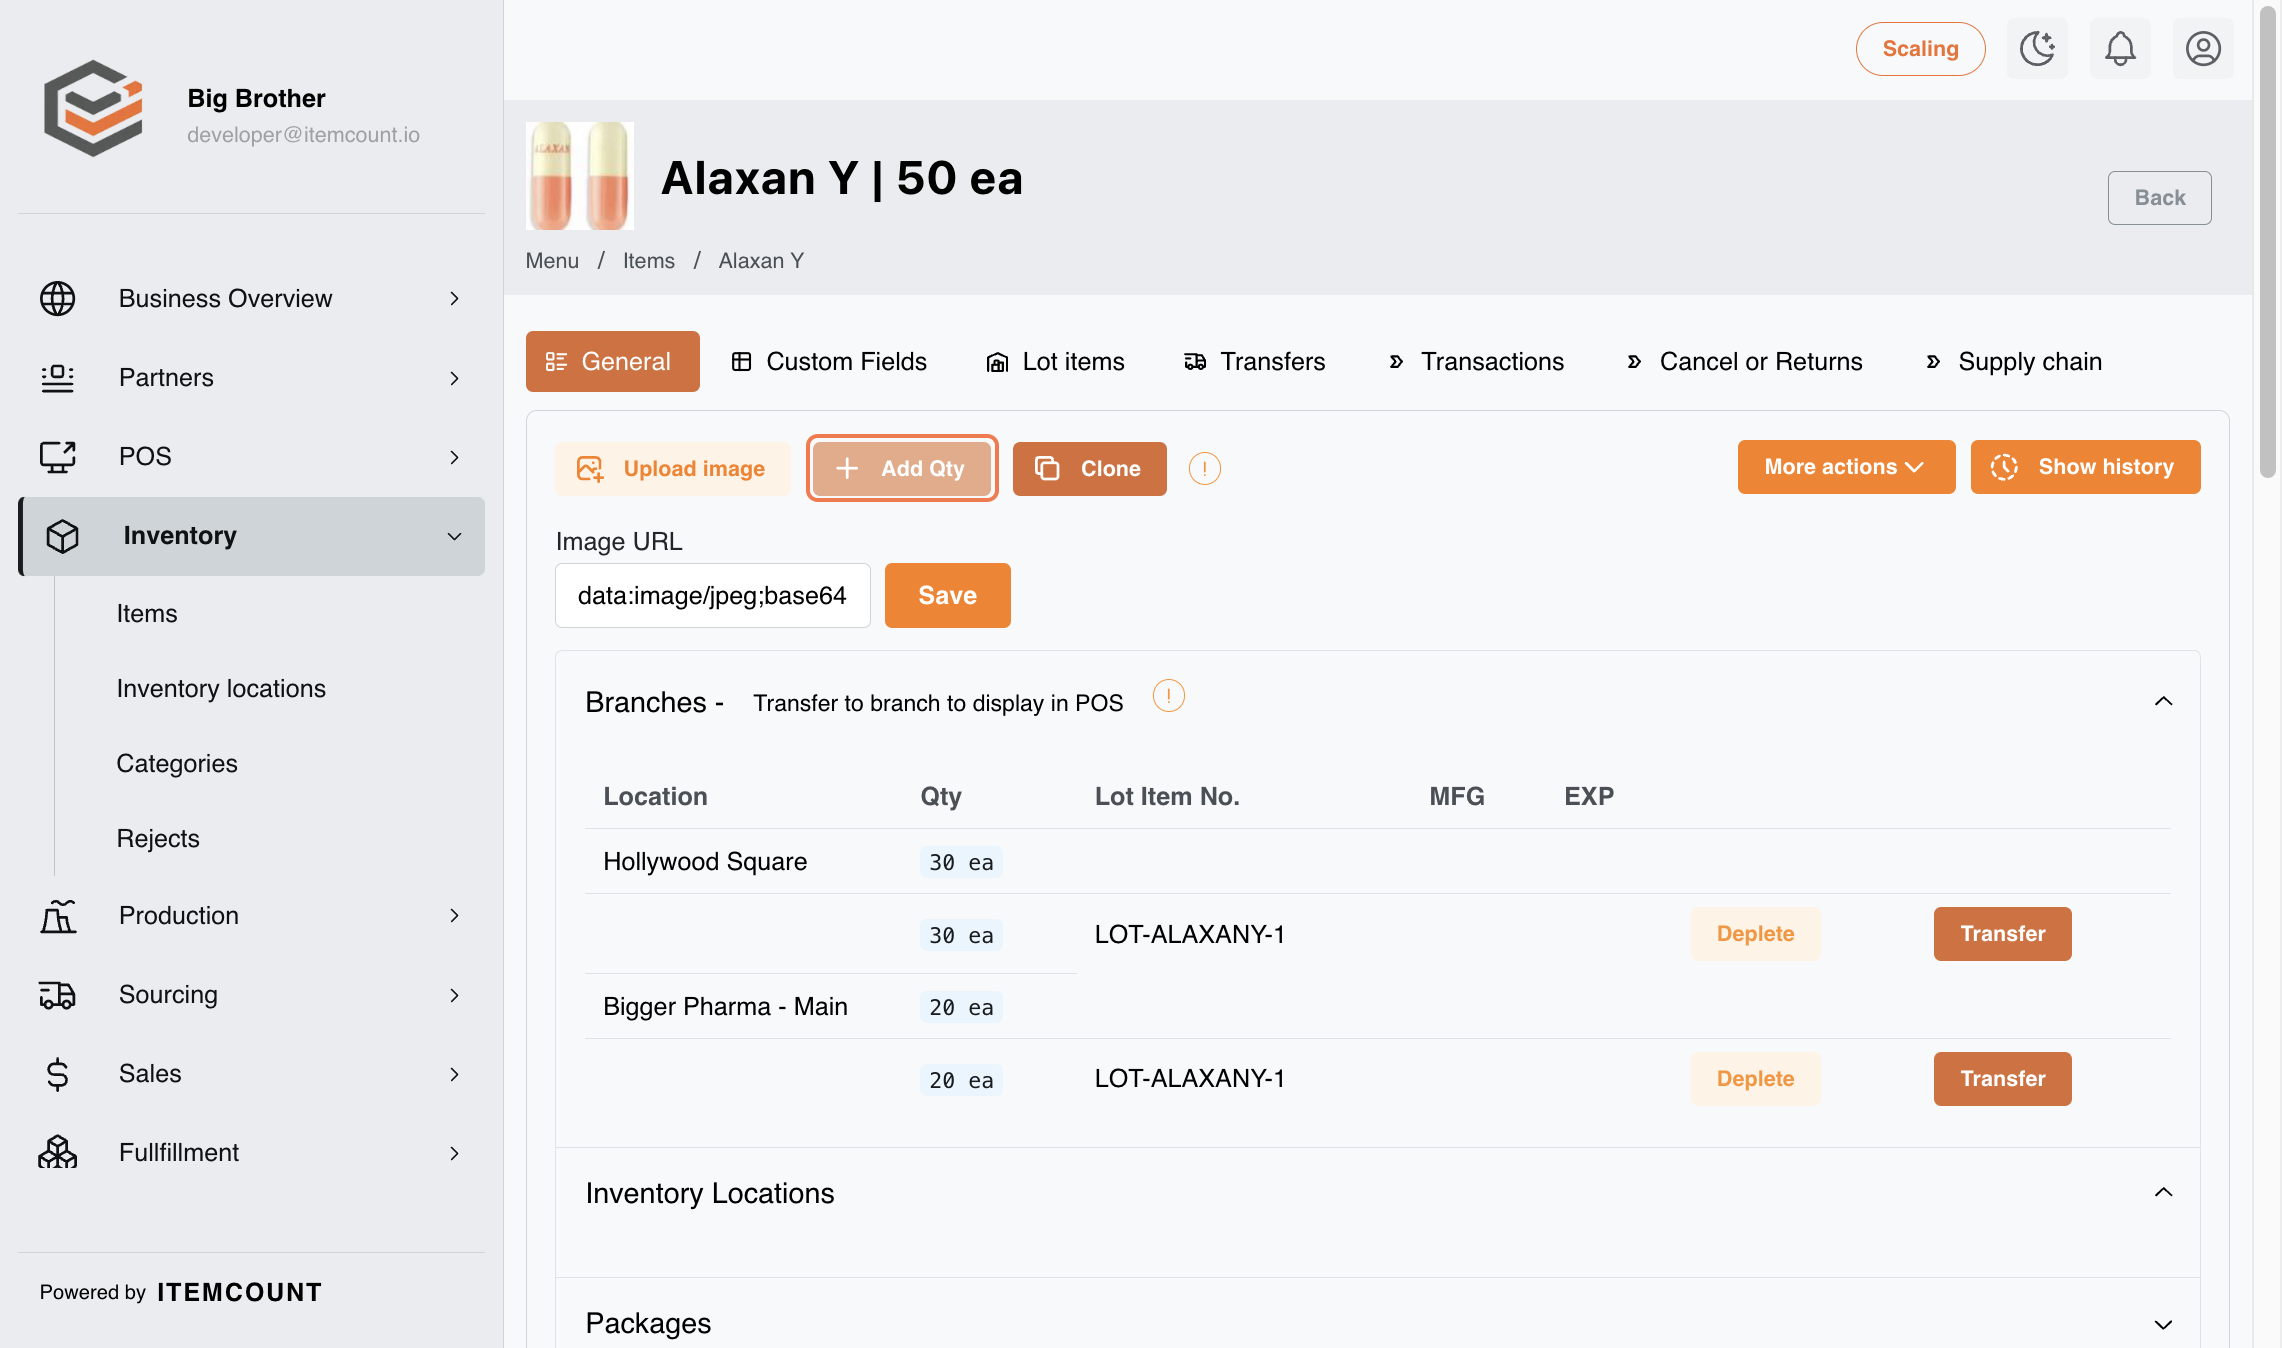 Big Brother
developer@itemcount.io
Business Overview
Partners
POS
Inventory
Items
Inventory locations
Categories
Rejects
Production
Sourcing
Sales
Fullfillment
Powered by ITEMCOUNT
Scaling
ALAXAN
Alaxan Y | 50 ea
Back
Menu / Items / Alaxan Y
General Custom Fields Lot items Transfers Transactions Cancel or Returns Supply chain
Upload image Add Qty Clone More actions Show history
Image URL
data:image/jpeg;base64 Save
Branches - Transfer to branch to display in POS
Location Qty Lot Item No. MFG EXP
Hollywood Square 30 ea
30 ea LOT-ALAXANY-1 Deplete Transfer
Bigger Pharma - Main 20 ea
20 ea LOT-ALAXANY-1 Deplete Transfer
Inventory Locations
Packages